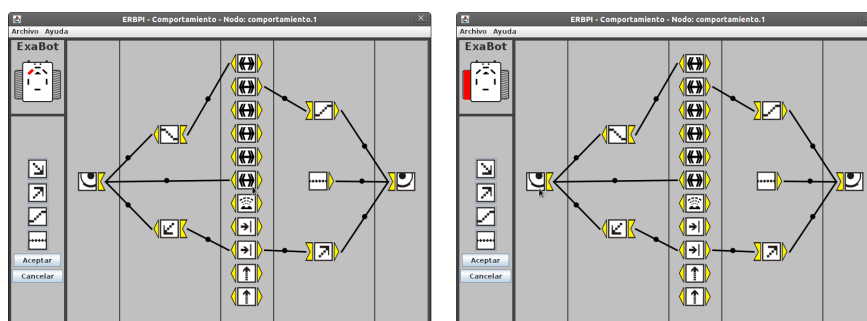 ERBPI - Comportamiento - Nodo: comportamiento.1
Archivo Ayuda
ExaBot
Aceptar
Cancelar
ERBPI - Comportamiento - Nodo: comportamiento.1
Archivo Ayuda
ExaBot
Aceptar
Cancelar